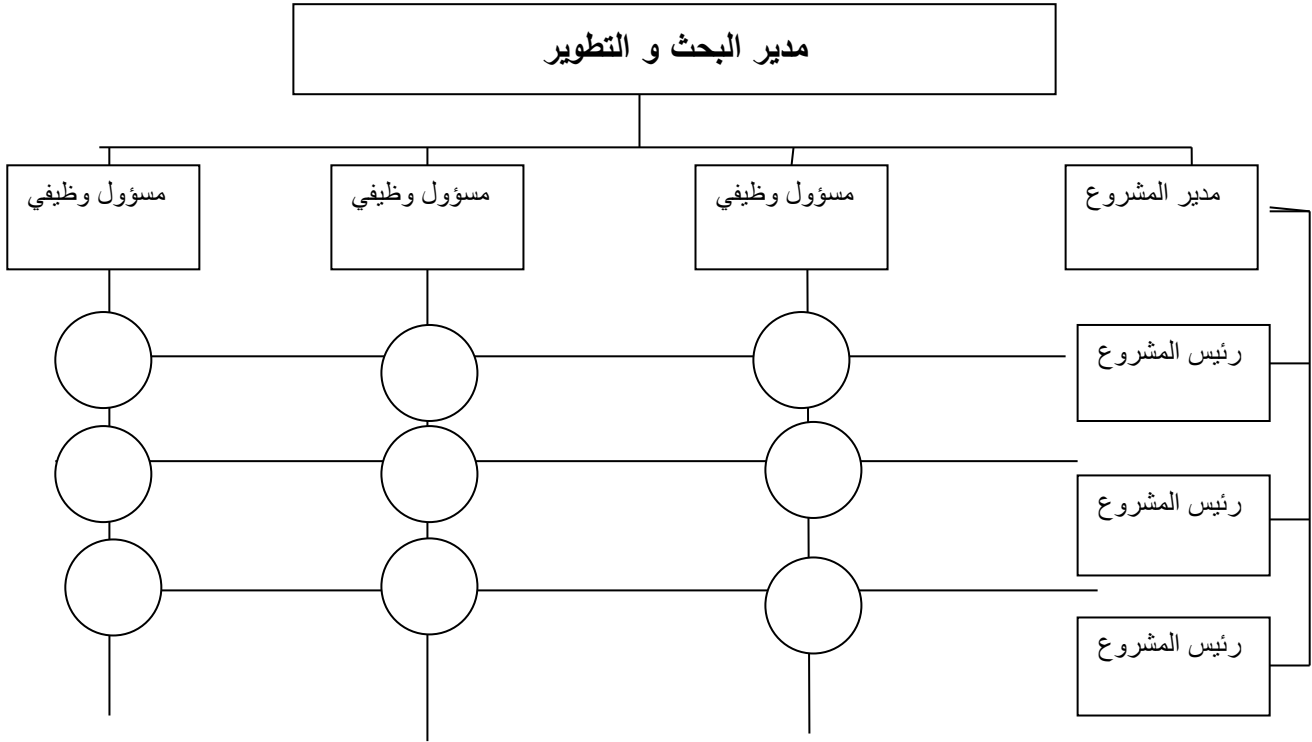 مدير البحث و التطوير
مدير المشروع
مسؤول وظيفي
مسؤول وظيفي
مسؤول وظيفي
رئيس المشروع
رئيس المشروع
رئيس المشروع